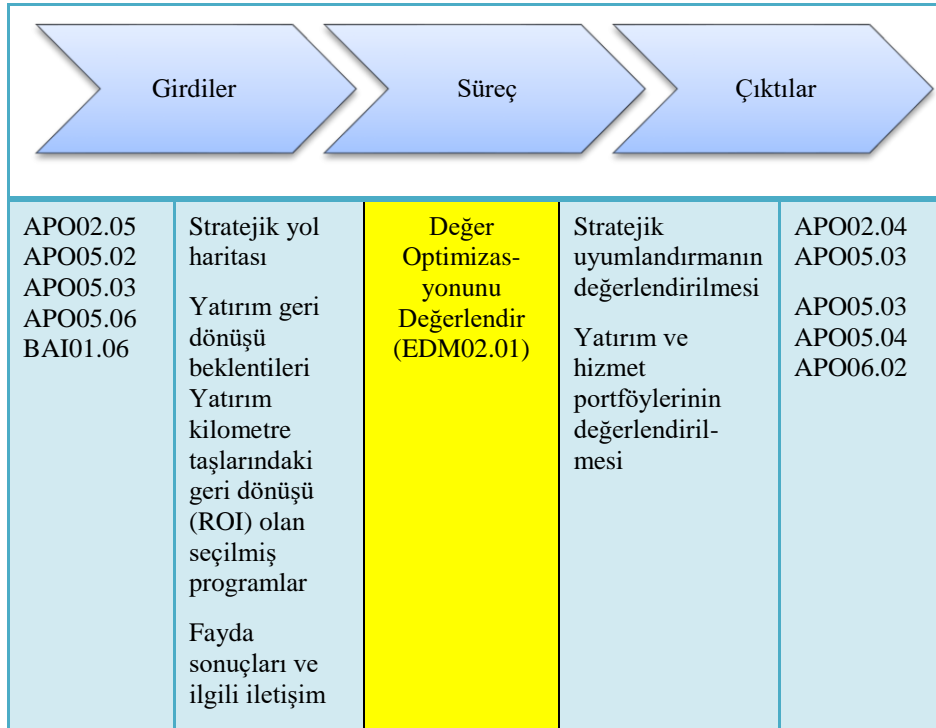 Girdiler
Süreç
Çıktılar
APO02.05
APO05.02
APO05.03
APO05.06
BAI01.06
Stratejik yol
haritası
Yatırım geri
dönüşü
beklentileri
Yatırım
kilometre
taşlarındaki
geri dönüşü
(ROI) olan
seçilmiş
programlar
Fayda
sonuçları ve
ilgili iletişim
Değer
Optimizas-
yonunu
Değerlendir
(EDM02.01)
Stratejik
uyumlandırmanın
değerlendirilmesi
Yatırım ve
hizmet
portföylerinin
değerlendiril-
mesi
APO02.04
APO05.03
APO05.03
APO05.04
APO06.02